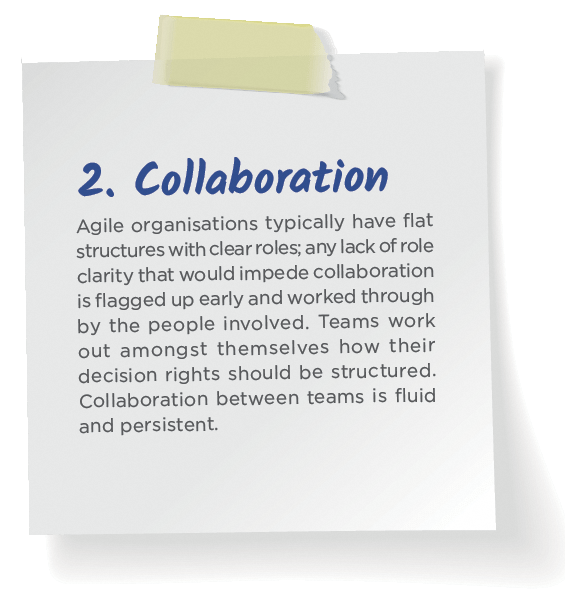 2. Collaboration
Agile organisations typically have flat
structures with clear roles; any lack of role
clarity that would impede collaboration
is flagged up early and worked through
by the people involved. Teams work
out amongst themselves how their
decision rights should be structured.
Collaboration between teams is fluid
and persistent.